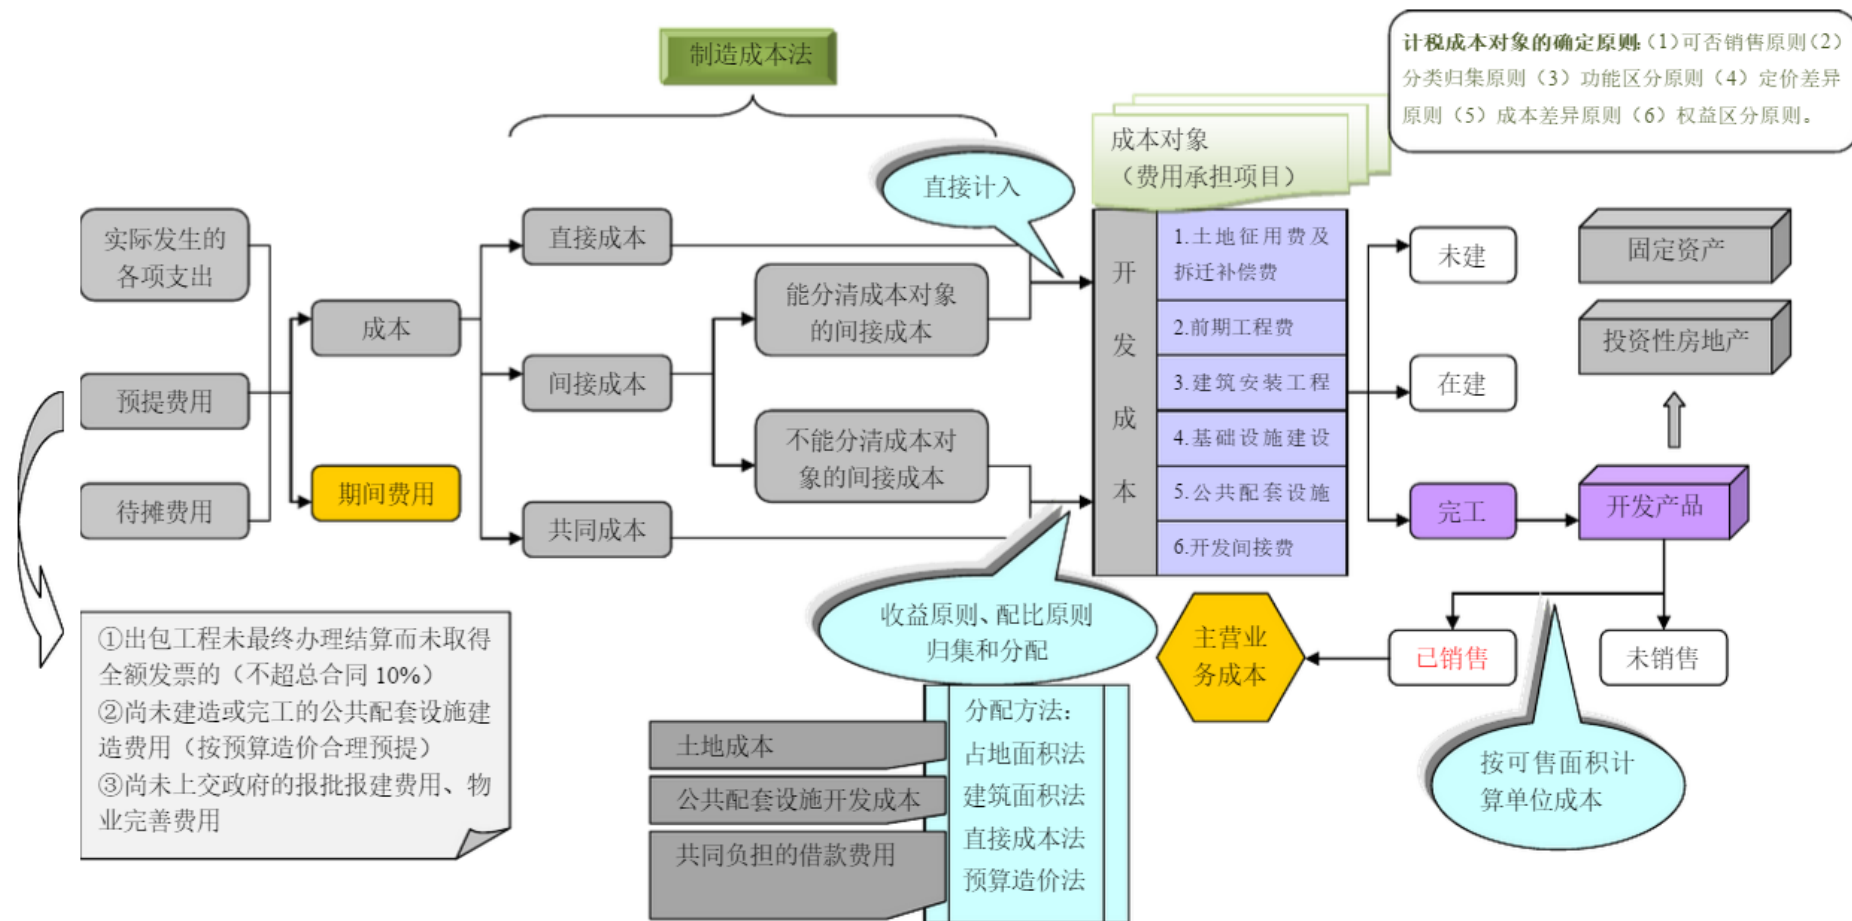 制造成本法
计税成本对象的确定原则:(1)可否销售原则(2)
分类归集原则(3)功能区分原则(4)定价差异
原则(5)成本差异原则(6)权益区分原则。
成本对象
(费用承担项目)
直接计入
实际发生的
各项支出
预提费用
待摊费用
成本
期间费用
直接成本
间接成本
共同成本
能分清成本对象
的间接成本
不能分清成本对
象的间接成本
开
发
成
本
1.土地征用费及
拆迁补偿费
2.前期工程费
3.建筑安装工程
4.基础设施建设
5.公共配套设施
6.开发间接费
未建
在建
完工
固定资产
投资性房地产
开发产品
已销售
未销售
主营业
务成本
收益原则、配比原则
归集和分配
按可售面积计
算单位成本
①出包工程未最终办理结算而未取得
全额发票的(不超总合同 10%)
②尚未建造或完工的公共配套设施建
造费用(按预算造价合理预提)
③尚未上交政府的报批报建费用、物
业完善费用
土地成本
公共配套设施开发成本
共同负担的借款费用
分配方法:
占地面积法
建筑面积法
直接成本法
预算造价法